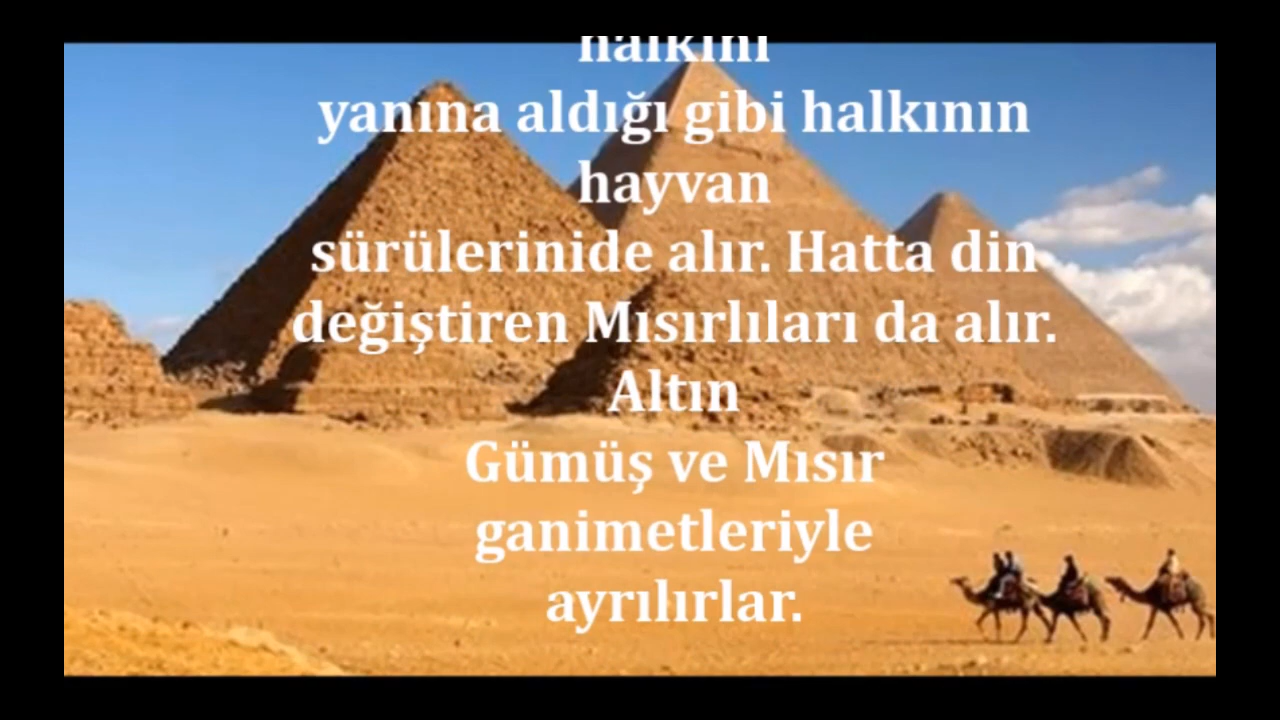 halkını
yanına aldığı gibi halkının
hayvan
sürülerinide alır. Hatta din
değiştiren Mısırlıları da alır.
Altın
Gümüş ve Mısır
ganimetleriyle
ayrılırlar.